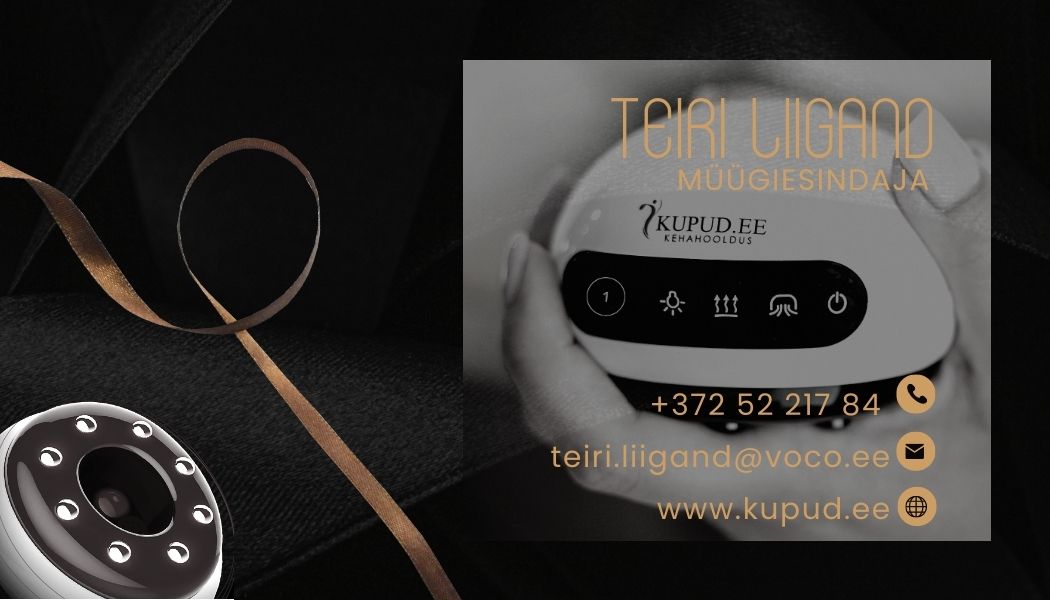 TEIRI LIIGAND
MÜÜGIESINDAJA
KUPUD.EE
KEHAHOOLDUS
1
+372 52 217 84
teiri.liigand@voco.ee
www.kupud.ee